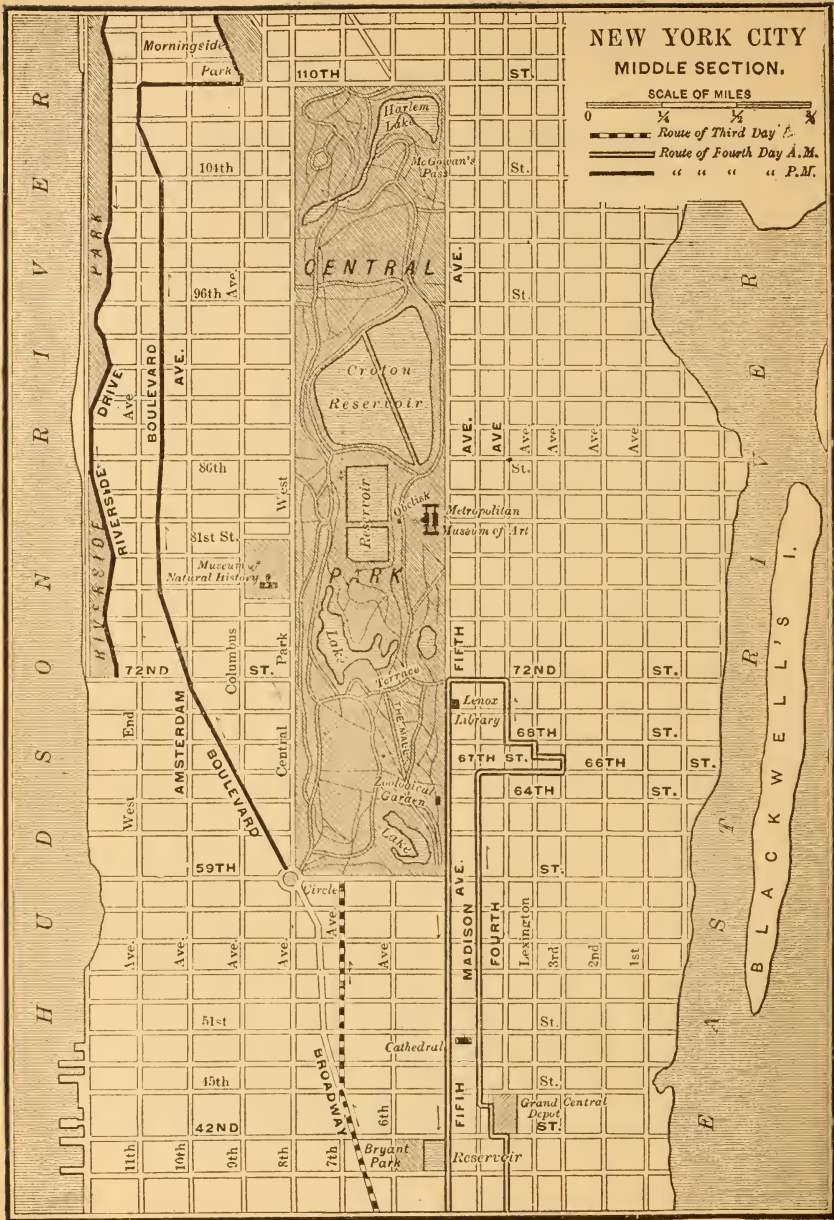 NEW YORK CITY
MIDDLE SECTION.
SCALE OF MILES
0 ¼ ½ ¾
Route of Third Day
Route of Fourth Day A.M.
“ “ “ “ P.M.
Morningside
Park
110TH ST.
Harlem
Lake
McGowan's
Pass
104th St.
CENTRAL
PARK
96th St.
Ave.
AVE.
HUDSON RIVER
RIVERSIDE PARK
RIVERSIDE DRIVE
BOULEVARD
AVE.
Ave
Croton
Reservoir
AVE.
AVE
Ave.
Ave.
Ave.
Ave.
86th St.
West
Reservoir
Obelisk
Metropolitan
Museum of Art
81st St.
Museum of
Natural History
Lake
Terrace
72ND ST.
72ND ST.
Columbus
Central Park
FIFTH
Lenox
Library
THE MALL
68TH ST.
67TH ST.
66TH ST.
64TH ST.
West End
AMSTERDAM
BOULEVARD
Zoological
Garden
Lake
59TH ST.
Circle
Ave.
Ave.
Ave.
Ave.
Ave.
Ave
MADISON AVE.
FOURTH
Lexington
3rd
2nd
1st
51st St.
Cathedral
BROADWAY
45th St.
Grand Central
Depot
42ND ST.
FIFTH
11th
10th
9th
8th
7th
6th
Bryant
Park
Reservoir
EAST RIVER
BLACKWELL'S I.